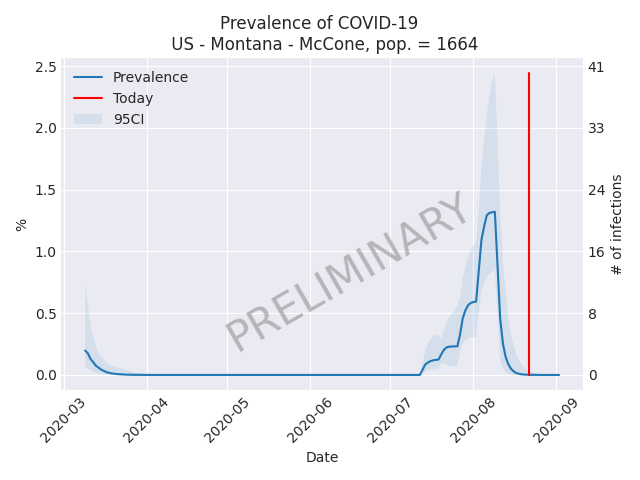 Prevalence of COVID-19
US - Montana - McCone, pop. = 1664
2.5
2.0
1.5
1.0
0.5
0.0
%
Prevalence
Today
95CI
PRELIMINARY
41
33
24
16
8
0
# of infections
2020-03
2020-04
2020-05
2020-06
2020-07
2020-08
2020-09
Date